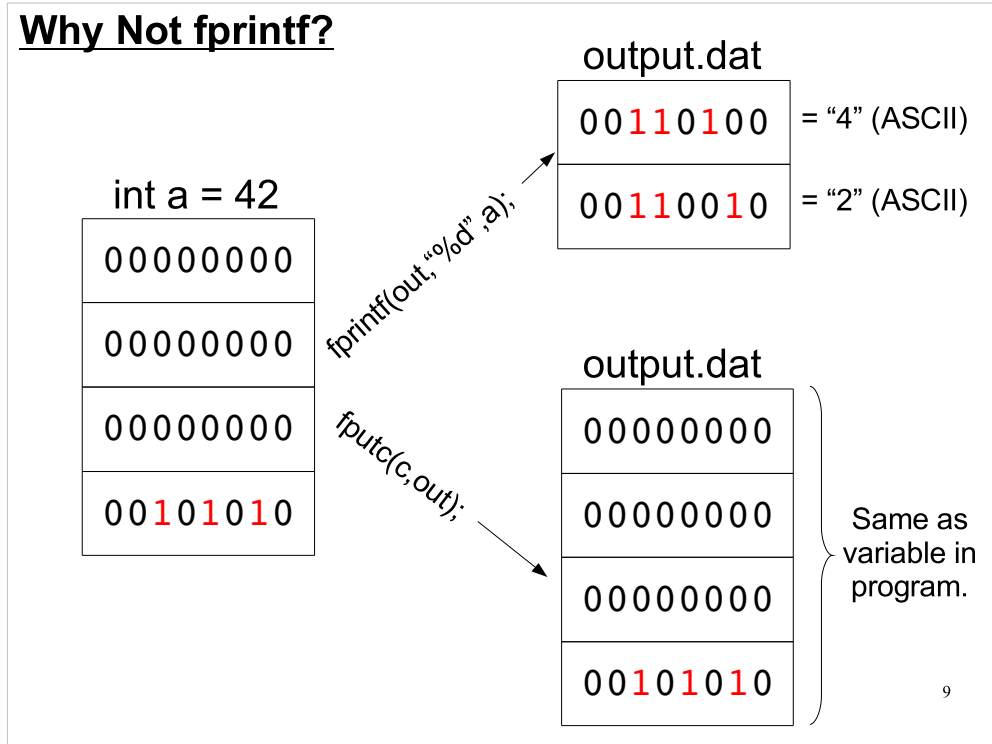 Why Not fprintf?
int a = 42
00000000
00000000
00000000
00101010
fprintf(out,“%d”,a);
fputc(c,out);
output.dat
00110100 = “4” (ASCII)
00110010 = “2” (ASCII)
output.dat
00000000
00000000
00000000
00101010
Same as
variable in
program.
9